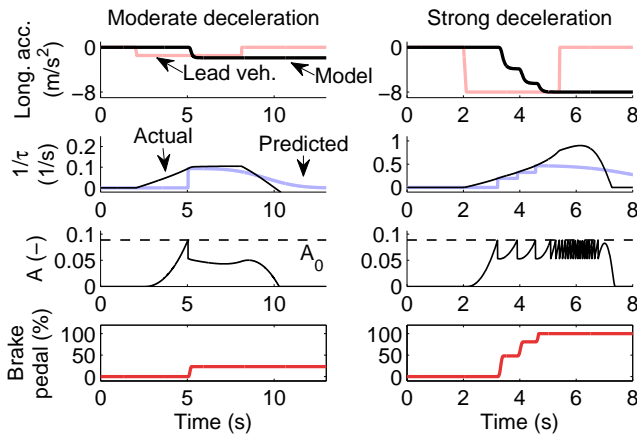 Moderate deceleration
Strong deceleration
Long. acc.
(m/s²)
0
−8
Lead veh.
Model
0 5 10
0
−8
0 2 4 6 8
1/τ
(1/s)
0.2
0.1
0
Actual
Predicted
0 5 10
1
0.5
0
0 2 4 6 8
A (−)
0.1
0.05
0
A₀
0 5 10
0.1
0.05
0
0 2 4 6 8
Brake
pedal (%)
100
50
0
0 5 10
Time (s)
100
50
0
0 2 4 6 8
Time (s)